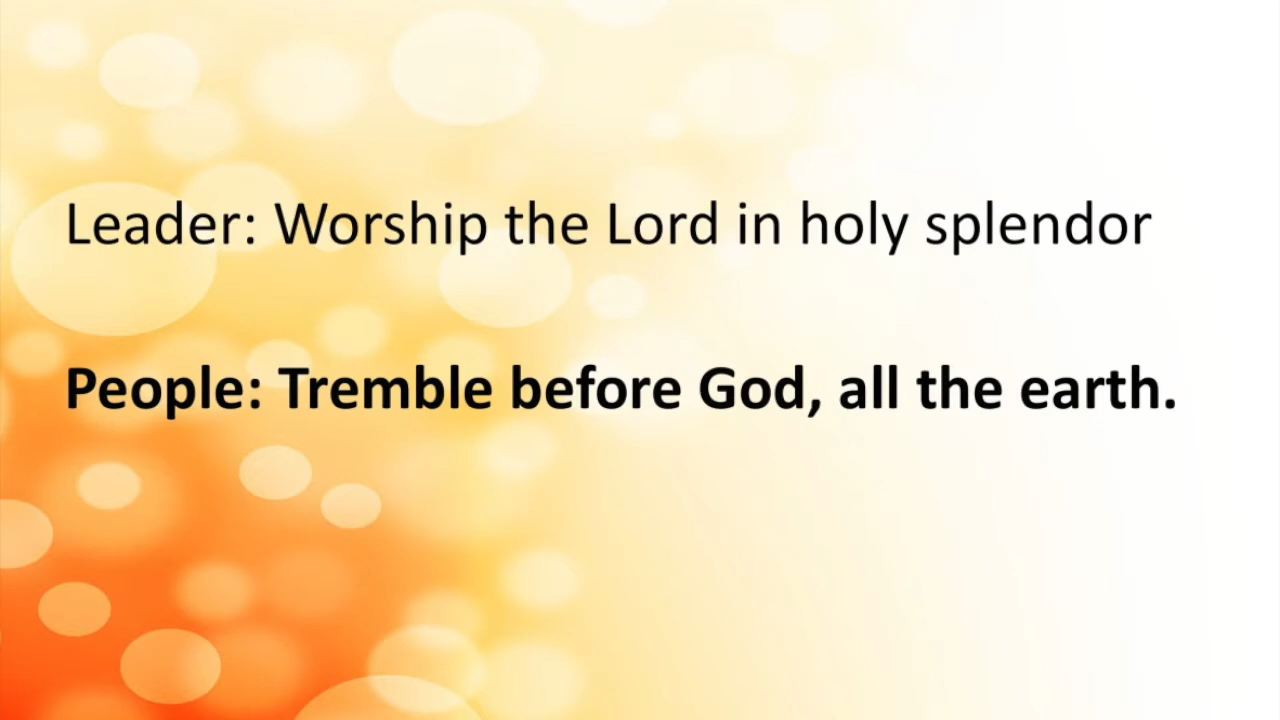 Leader: Worship the Lord in holy splendor
People: Tremble before God, all the earth.